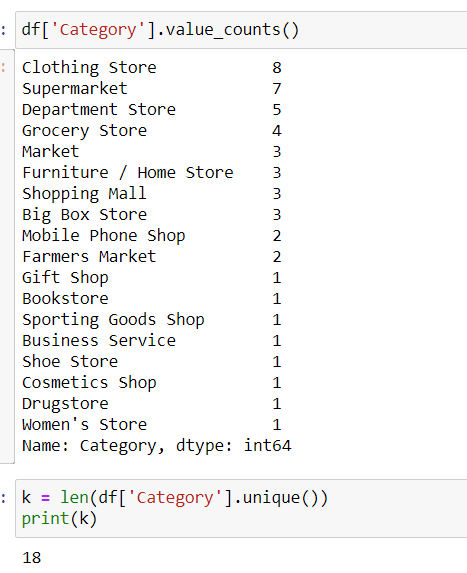 : df['Category'].value_counts()
: Clothing Store 8
Supermarket 7
Department Store 5
Grocery Store 4
Market 3
Furniture / Home Store 3
Shopping Mall 3
Big Box Store 3
Mobile Phone Shop 2
Farmers Market 2
Gift Shop 1
Bookstore 1
Sporting Goods Shop 1
Business Service 1
Shoe Store 1
Cosmetics Shop 1
Drugstore 1
Women's Store 1
Name: Category, dtype: int64
: k = len(df['Category'].unique())
print(k)
18